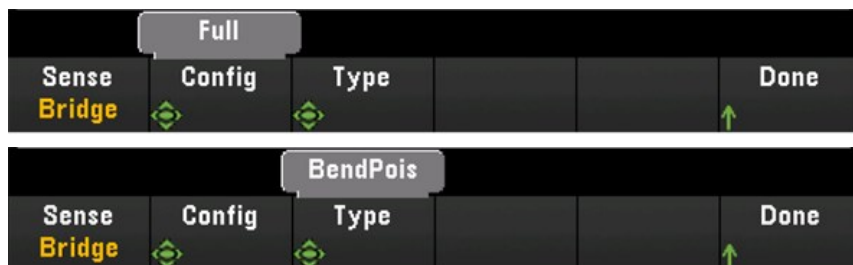 Full
Sense Config Type Done
Bridge
BendPois
Sense Config Type Done
Bridge